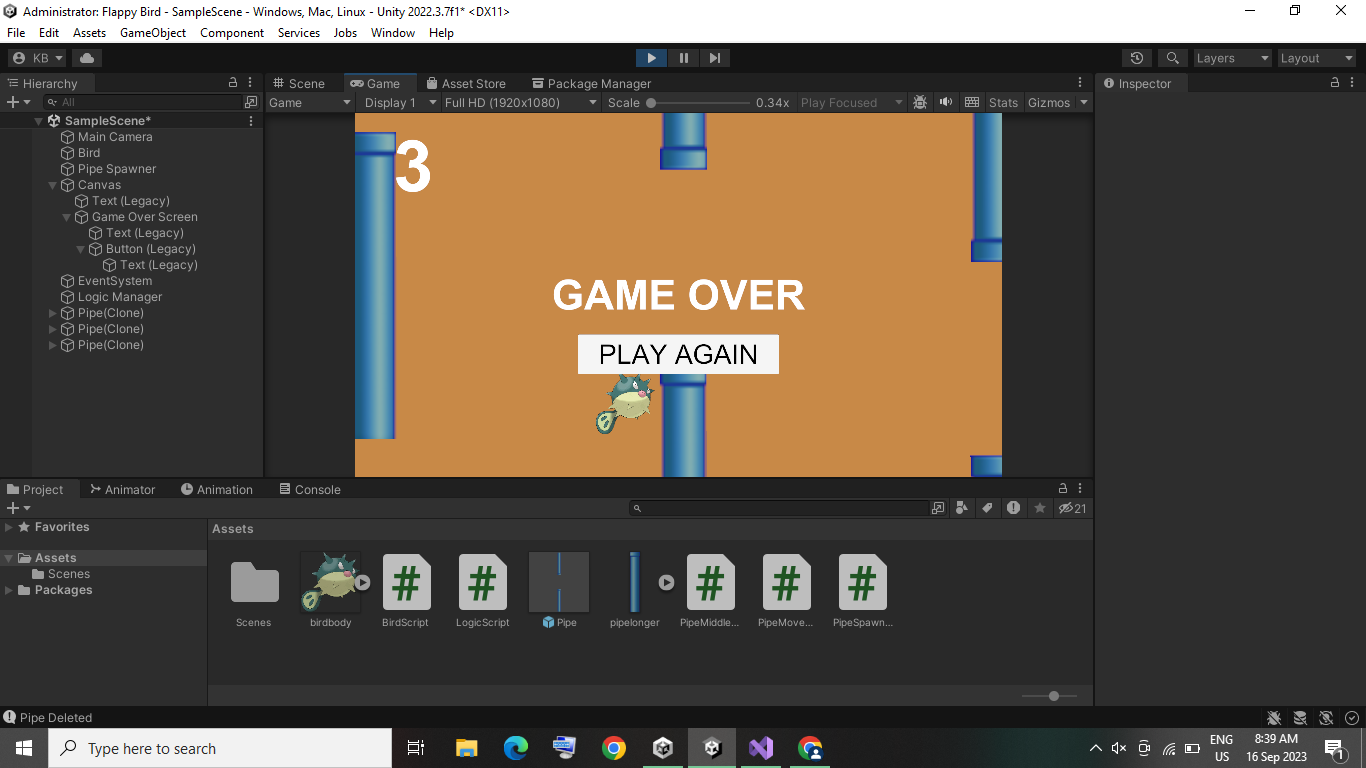 Administrator: Flappy Bird - SampleScene - Windows, Mac, Linux - Unity 2022.3.7f1* <DX11>
File Edit Assets GameObject Component Services Jobs Window Help
KB Layers Layout
Hierarchy Scene Game Asset Store Package Manager Inspector
All Game Display 1 Full HD (1920x1080) Scale 0.34x Play Focused Stats Gizmos
SampleScene*
Main Camera
Bird
Pipe Spawner
Canvas
Text (Legacy)
Game Over Screen
Text (Legacy)
Button (Legacy)
Text (Legacy)
EventSystem
Logic Manager
Pipe(Clone)
Pipe(Clone)
Pipe(Clone)
3
GAME OVER
PLAY AGAIN
Project Animator Animation Console
21
Favorites
Assets
Scenes
Packages
Assets
Scenes birdbody BirdScript LogicScript Pipe pipelonger PipeMiddle... PipeMove... PipeSpawn...
Pipe Deleted
Type here to search
ENG
US
8:39 AM
16 Sep 2023
1